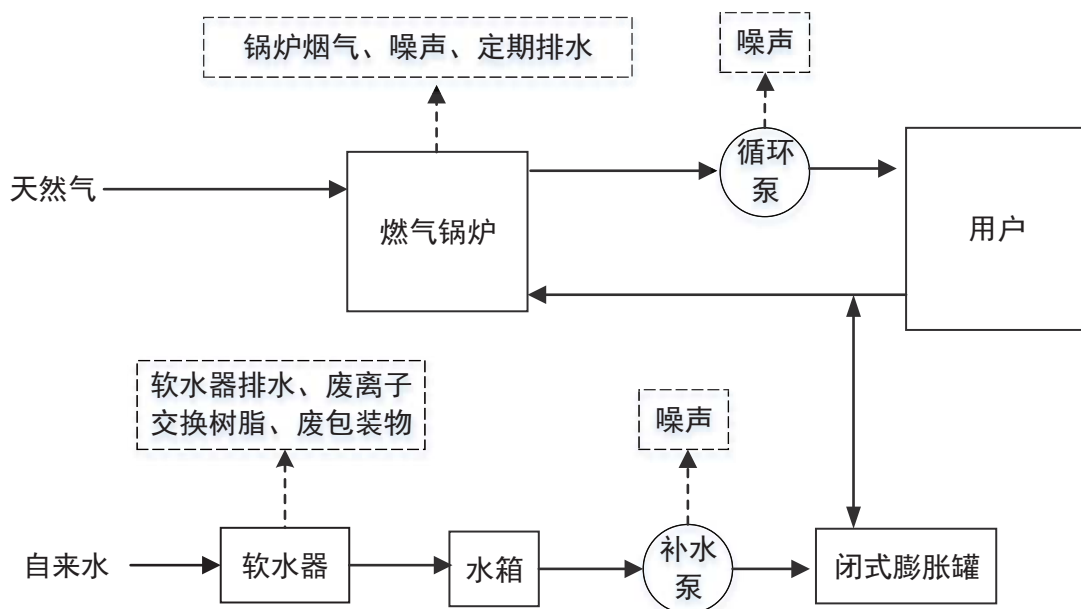 锅炉烟气、噪声、定期排水
噪声
循环
泵
天然气
燃气锅炉
用户
软水器排水、废离子
交换树脂、废包装物
噪声
自来水
软水器
水箱
补水
泵
闭式膨胀罐